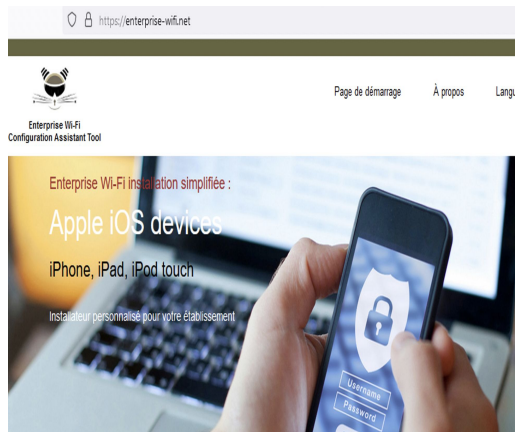 https://enterprise-wifi.net
Page de démarrage À propos Langu
Enterprise Wi-Fi
Configuration Assistant Tool
Enterprise Wi-Fi installation simplifiée :
Apple iOS devices
iPhone, iPad, iPod touch
Installateur personnalisé pour votre établissement
Username
Password